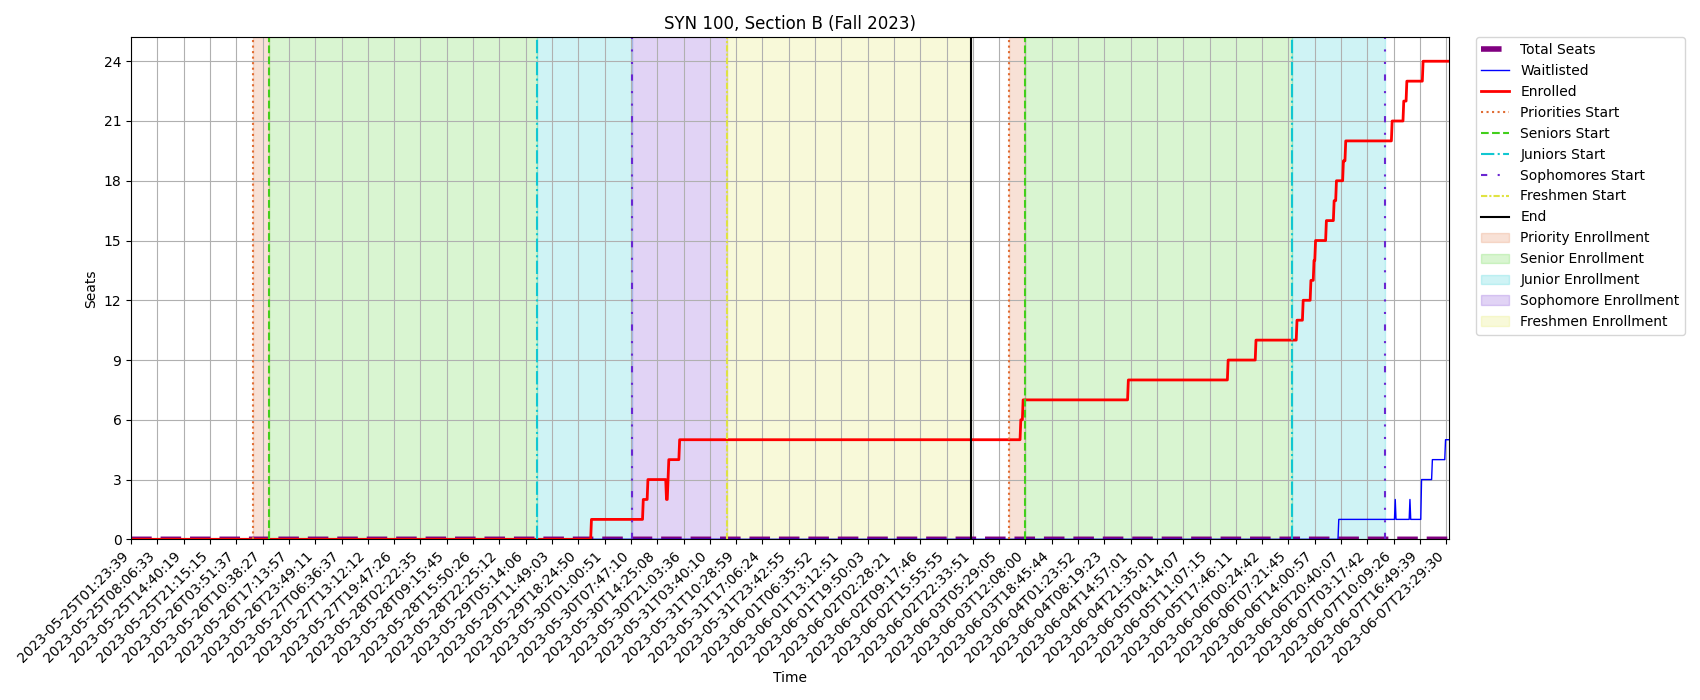 SYN 100, Section B (Fall 2023)
Seats
24
21
18
15
12
9
6
3
0
2023-05-25T01:23:39
2023-05-25T08:06:33
2023-05-25T14:40:19
2023-05-25T21:15:15
2023-05-26T03:51:37
2023-05-26T10:38:27
2023-05-26T17:13:57
2023-05-26T23:49:11
2023-05-27T06:36:37
2023-05-27T13:12:12
2023-05-27T19:47:26
2023-05-28T02:22:35
2023-05-28T09:15:45
2023-05-28T15:50:26
2023-05-28T22:25:12
2023-05-29T05:14:06
2023-05-29T11:49:03
2023-05-29T18:24:50
2023-05-30T01:00:51
2023-05-30T07:47:10
2023-05-30T14:25:08
2023-05-30T21:03:36
2023-05-31T03:40:10
2023-05-31T10:28:59
2023-05-31T17:06:24
2023-05-31T23:42:55
2023-06-01T06:35:52
2023-06-01T13:12:51
2023-06-01T19:50:03
2023-06-02T02:28:21
2023-06-02T09:17:46
2023-06-02T15:55:55
2023-06-02T22:33:51
2023-06-03T05:29:05
2023-06-03T12:08:00
2023-06-03T18:45:44
2023-06-04T01:23:52
2023-06-04T08:19:23
2023-06-04T14:57:01
2023-06-04T21:35:01
2023-06-05T04:14:07
2023-06-05T11:07:15
2023-06-05T17:46:11
2023-06-06T00:24:42
2023-06-06T07:21:45
2023-06-06T14:00:57
2023-06-06T20:40:07
2023-06-07T03:17:42
2023-06-07T10:09:26
2023-06-07T16:49:39
2023-06-07T23:29:30
Time
Total Seats
Waitlisted
Enrolled
Priorities Start
Seniors Start
Juniors Start
Sophomores Start
Freshmen Start
End
Priority Enrollment
Senior Enrollment
Junior Enrollment
Sophomore Enrollment
Freshmen Enrollment